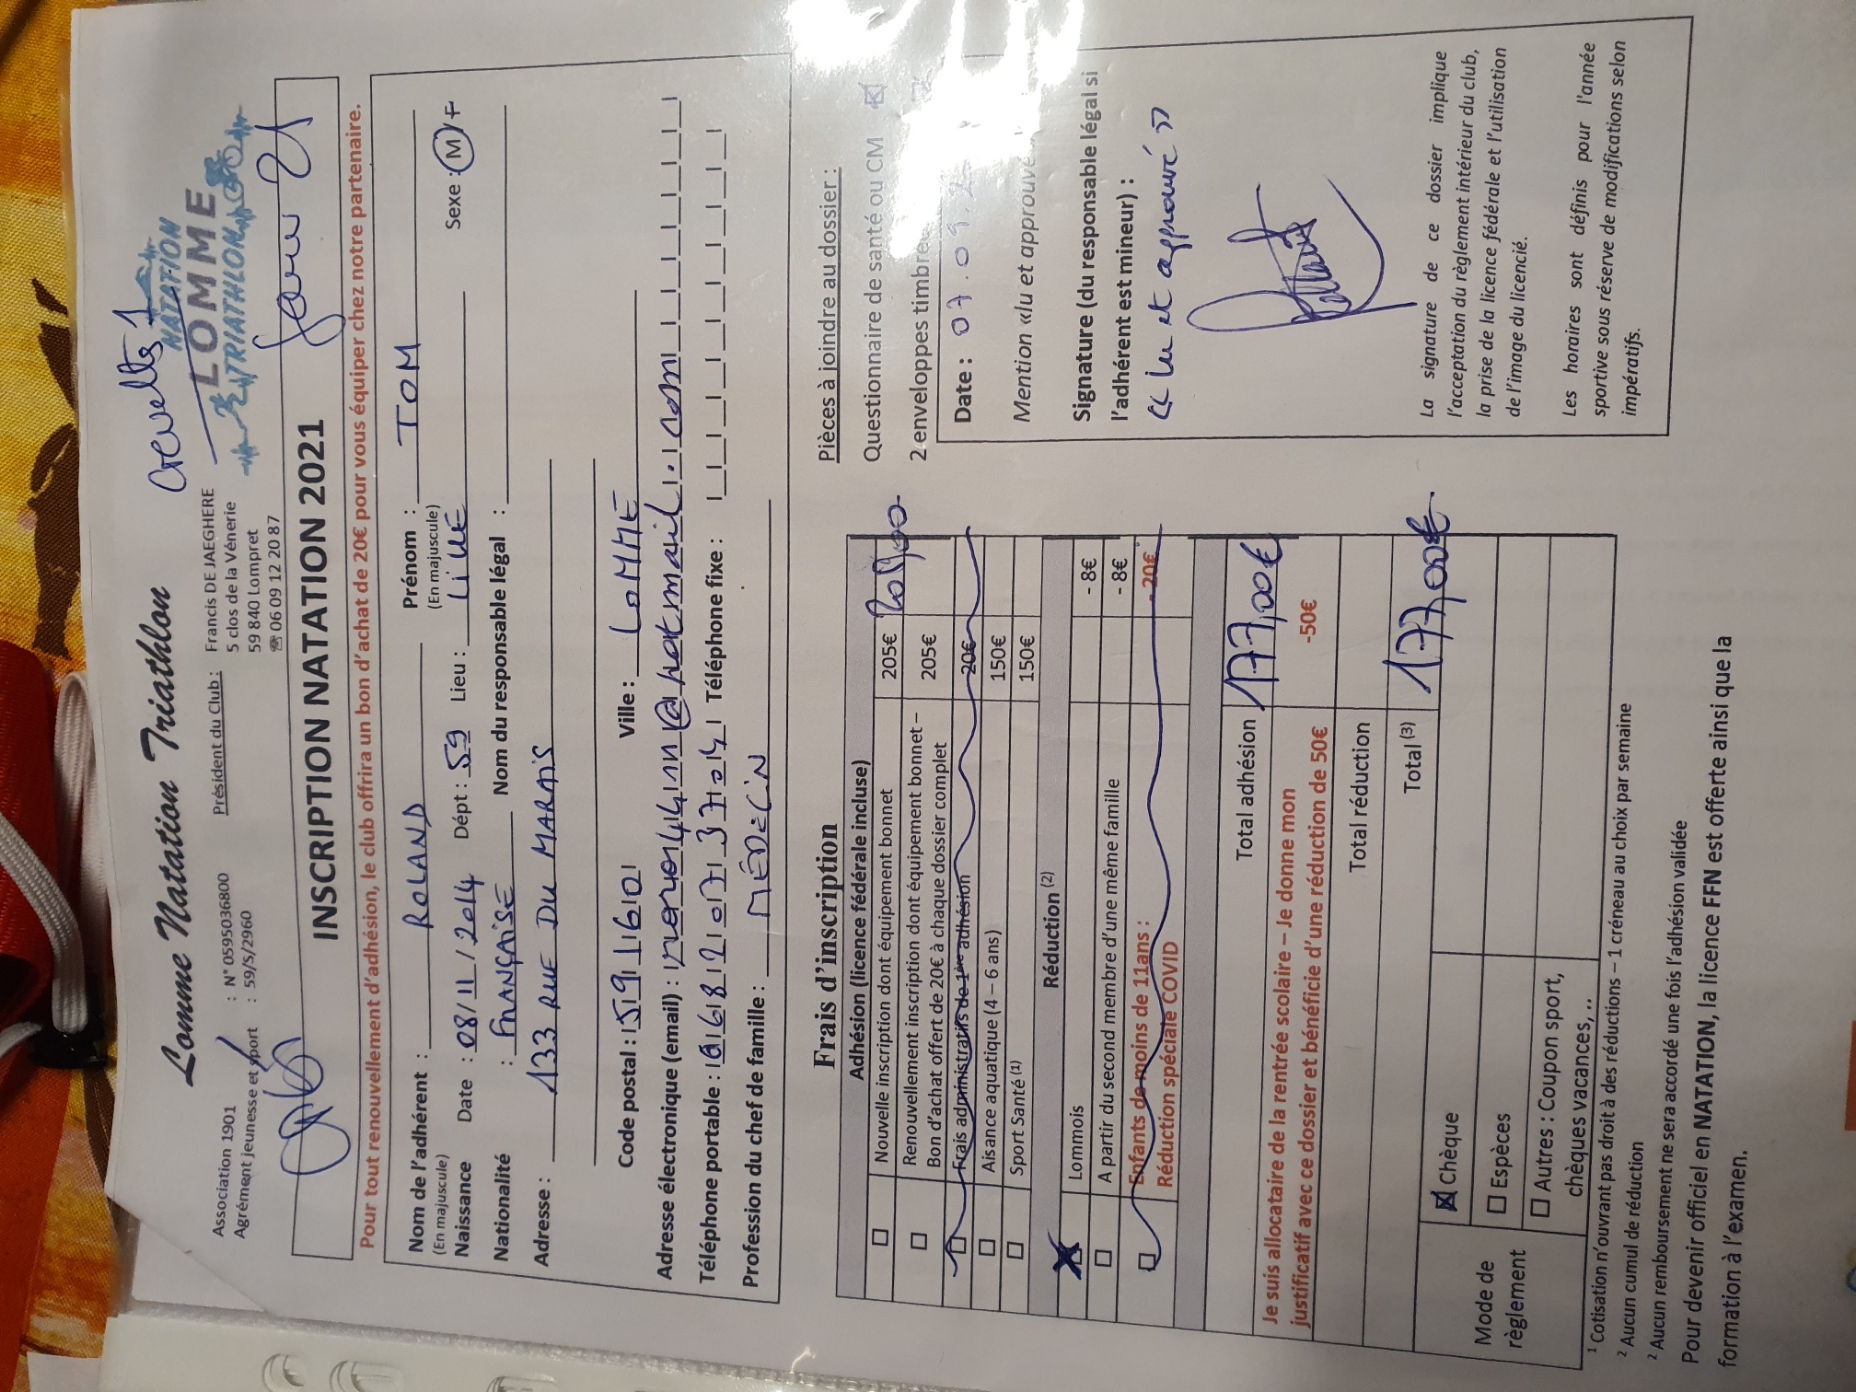 Crevette 1
Lomme Natation Triathlon
NATATION
LOMME
TRIATHLON
Association 1901 : N° 0595036800
Agrément jeunesse et sport : 59/S/2960
Président du Club :
Francis DE JAEGHERE
5 clos de la Vénerie
59 840 Lompret
☏ 06 09 12 20 87
INSCRIPTION NATATION 2021
Pour tout renouvellement d'adhésion, le club offrira un bon d'achat de 20€ pour vous équiper chez notre partenaire.
Nom de l'adhérent : ROLAND Prénom : TOM
(En majuscule) (En majuscule)
Naissance Date : 08/11/2014 Dépt : 59 Lieu : LiLLE Sexe : M/F
Nationalité : FRANÇAISE Nom du responsable légal :
Adresse : 133 RUE DU MARAIS
Code postal : 59160 Ville : LOMME
Adresse électronique (email) : @hotmail.com
Téléphone portable : Téléphone fixe :
Profession du chef de famille : MÉDECIN
Frais d'inscription
Adhésion (licence fédérale incluse)
Nouvelle inscription dont équipement bonnet 205€
Renouvellement inscription dont équipement bonnet – 205€
Bon d'achat offert de 20€ à chaque dossier complet
Frais administratifs de 1ère adhésion 20€
Aisance aquatique (4 – 6 ans) 150€
Sport Santé (1) 150€
Réduction (2)
Lommois - 8€
A partir du second membre d'une même famille - 8€
Enfants de moins de 11ans : -20€
Réduction spéciale COVID
Total adhésion 177,00€
Je suis allocataire de la rentrée scolaire – Je donne mon
justificatif avec ce dossier et bénéficie d'une réduction de 50€ -50€
Total réduction
Total (3) 177,00€
Mode de règlement
Chèque
Espèces
Autres : Coupon sport,
chèques vacances,..
Pièces à joindre au dossier :
Questionnaire de santé ou CM
2 enveloppes timbrées
Date : 07.09.2
Mention «lu et approuvé
Signature (du responsable légal si
l'adhérent est mineur) :
« lu et approuvé »
La signature de ce dossier implique
l'acceptation du règlement intérieur du club,
la prise de la licence fédérale et l'utilisation
de l'image du licencié.
Les horaires sont définis pour l'année
sportive sous réserve de modifications selon
impératifs.
1 Cotisation n'ouvrant pas droit à des réductions – 1 créneau au choix par semaine
2 Aucun cumul de réduction
2 Aucun remboursement ne sera accordé une fois l'adhésion validée
Pour devenir officiel en NATATION, la licence FFN est offerte ainsi que la
formation à l'examen.